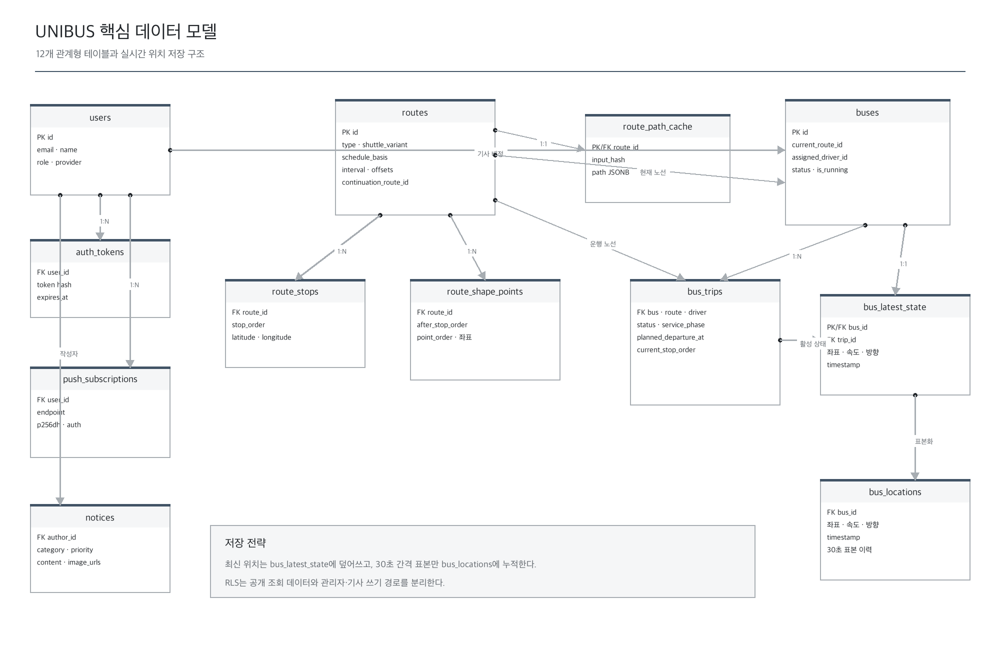 UNIBUS 핵심 데이터 모델
12개 관계형 테이블과 실시간 위치 저장 구조
users
PK id
email · name
role · provider
routes
PK id
type · shuttle_variant
schedule_basis
interval · offsets
continuation_route_id
route_path_cache
PK/FK route_id
input_hash
path JSONB
buses
PK id
current_route_id
assigned_driver_id
status · is_running
1:1
기사 배정
현재 노선
1:N
1:N
작성자
1:N
1:N
운행 노선
1:N
1:1
auth_tokens
FK user_id
token hash
expires_at
route_stops
FK route_id
stop_order
latitude · longitude
route_shape_points
FK route_id
after_stop_order
point_order · 좌표
bus_trips
FK bus · route · driver
status · service_phase
planned_departure_at
current_stop_order
활성 상태
bus_latest_state
PK/FK bus_id
FK trip_id
좌표 · 속도 · 방향
timestamp
push_subscriptions
FK user_id
endpoint
p256dh · auth
표본화
bus_locations
FK bus_id
좌표 · 속도 · 방향
timestamp
30초 표본 이력
notices
FK author_id
category · priority
content · image_urls
저장 전략
최신 위치는 bus_latest_state에 덮어쓰고, 30초 간격 표본만 bus_locations에 누적한다.
RLS는 공개 조회 데이터와 관리자·기사 쓰기 경로를 분리한다.